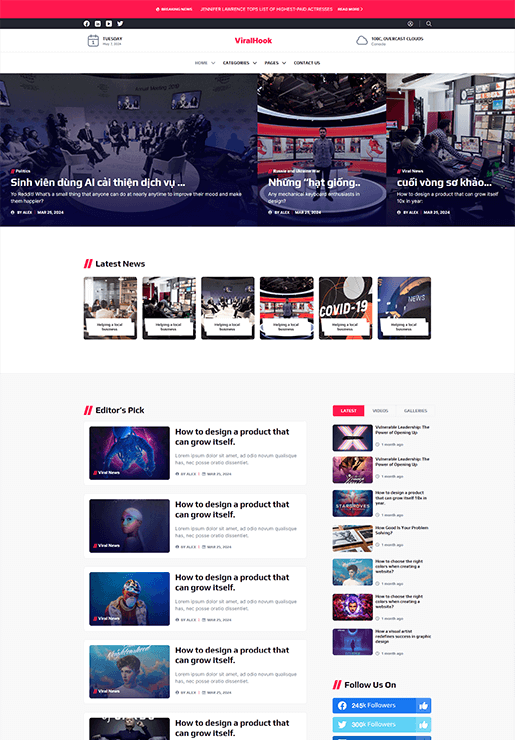 BREAKING NEWS JENNIFER LAWRENCE TOPS LIST OF HIGHEST-PAID ACTRESSES READ MORE
TUESDAY
May 7, 2024
ViralHook
100C, OVERCAST CLOUDS
Canada
HOME CATEGORIES PAGES CONTACT US
Politics
Sinh viên dùng AI cải thiện dịch vụ ...
Yo Reddit! What's a small thing that anyone can do at nearly anytime to improve their mood and make
them happier?
BY ALEX MAR 25, 2024
Russia and Ukraine War
Những “hạt giống..
Any mechanical keyboard enthusiasts in
design?
BY ALEX MAR 25, 2024
Viral News
cuối vòng sơ khảo...
How to design a product that can grow itself
10x in year:
BY ALEX MAR 25, 2024
Latest News
Helping a local
business
Helping a local
business
Helping a local
business
Helping a local
business
COVID-19
Helping a local
business
NEWS
Helping a local
business
Editor's Pick
Viral News
How to design a product that
can grow itself.
Lorem ipsum dolor sit amet, ad odio novum qualisque
has, nec posse oratio dissentiet.
BY ALEX MAR 25, 2024
Viral News
How to design a product that
can grow itself.
Lorem ipsum dolor sit amet, ad odio novum qualisque
has, nec posse oratio dissentiet.
BY ALEX MAR 25, 2024
Viral News
How to design a product that
can grow itself.
Lorem ipsum dolor sit amet, ad odio novum qualisque
has, nec posse oratio dissentiet.
BY ALEX MAR 25, 2024
Viral News
How to design a product that
can grow itself.
Lorem ipsum dolor sit amet, ad odio novum qualisque
has, nec posse oratio dissentiet.
BY ALEX MAR 25, 2024
How to design a product that
can grow itself.
LATEST VIDEOS GALLERIES
Vulnerable Leadership: The
Power of Opening Up
1 month ago
Vulnerable Leadership: The
Power of Opening Up
1 month ago
STARGROVES
How to design a product
that can grow itself 10x in
year.
1 month ago
How Good Is Your Problem
Solving?
1 month ago
How to choose the right
colors when creating a
website?
1 month ago
How to choose the right
colors when creating a
website?
1 month ago
How a visual artist
redefines success in graphic
design
1 month ago
Follow Us On
245k Followers
300k Followers